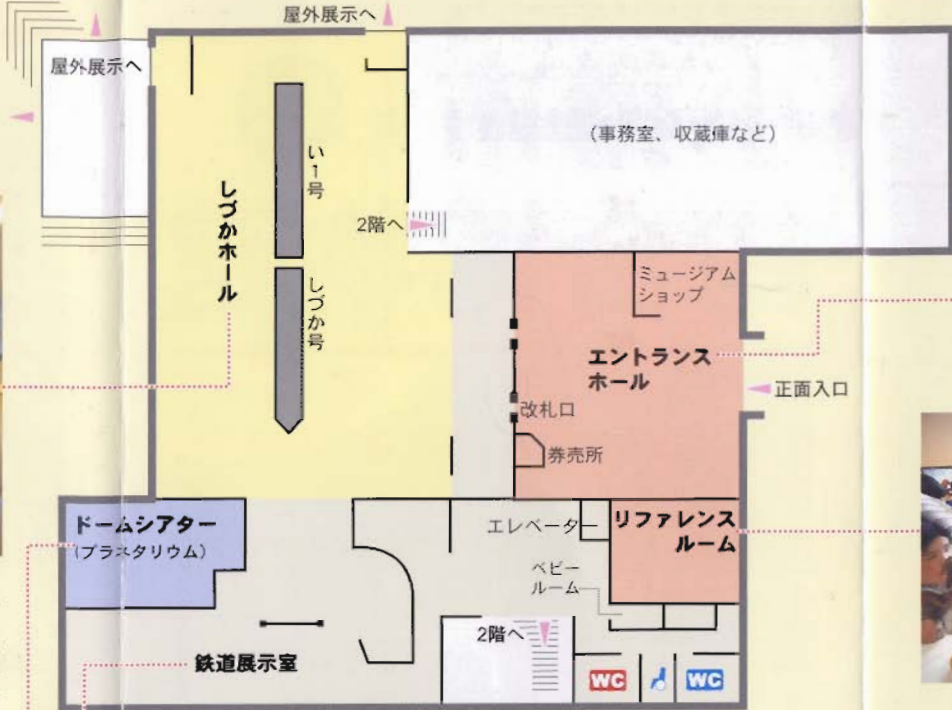 屋外展示へ
屋外展示へ
(事務室、収蔵庫など)
い1号
しづかホール
2階へ
ミュージアム
ショップ
しづか号
エントランス
ホール
正面入口
改札口
券売所
ドームシアター
(プラネタリウム)
エレベーター
リファレンス
ルーム
ベビー
ルーム
2階へ
鉄道展示室
WC
WC